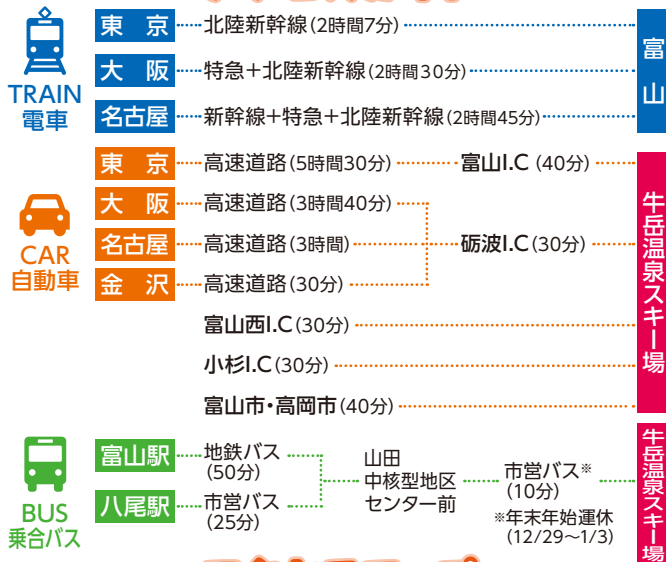 TRAIN
電車
東 京 北陸新幹線(2時間7分)
大 阪 特急+北陸新幹線(2時間30分)
名古屋 新幹線+特急+北陸新幹線(2時間45分)
富山
CAR
自動車
東 京 高速道路(5時間30分) 富山I.C(40分)
大 阪 高速道路(3時間40分)
名古屋 高速道路(3時間) 砺波I.C(30分)
金 沢 高速道路(30分)
富山西I.C(30分)
小杉I.C(30分)
富山市・高岡市(40分)
牛岳温泉スキー場
BUS
乗合バス
富山駅 地鉄バス
(50分)
八尾駅 市営バス
(25分)
山田
中核型地区
センター前
市営バス※
(10分)
※年末年始運休
(12/29〜1/3)
牛岳温泉スキー場